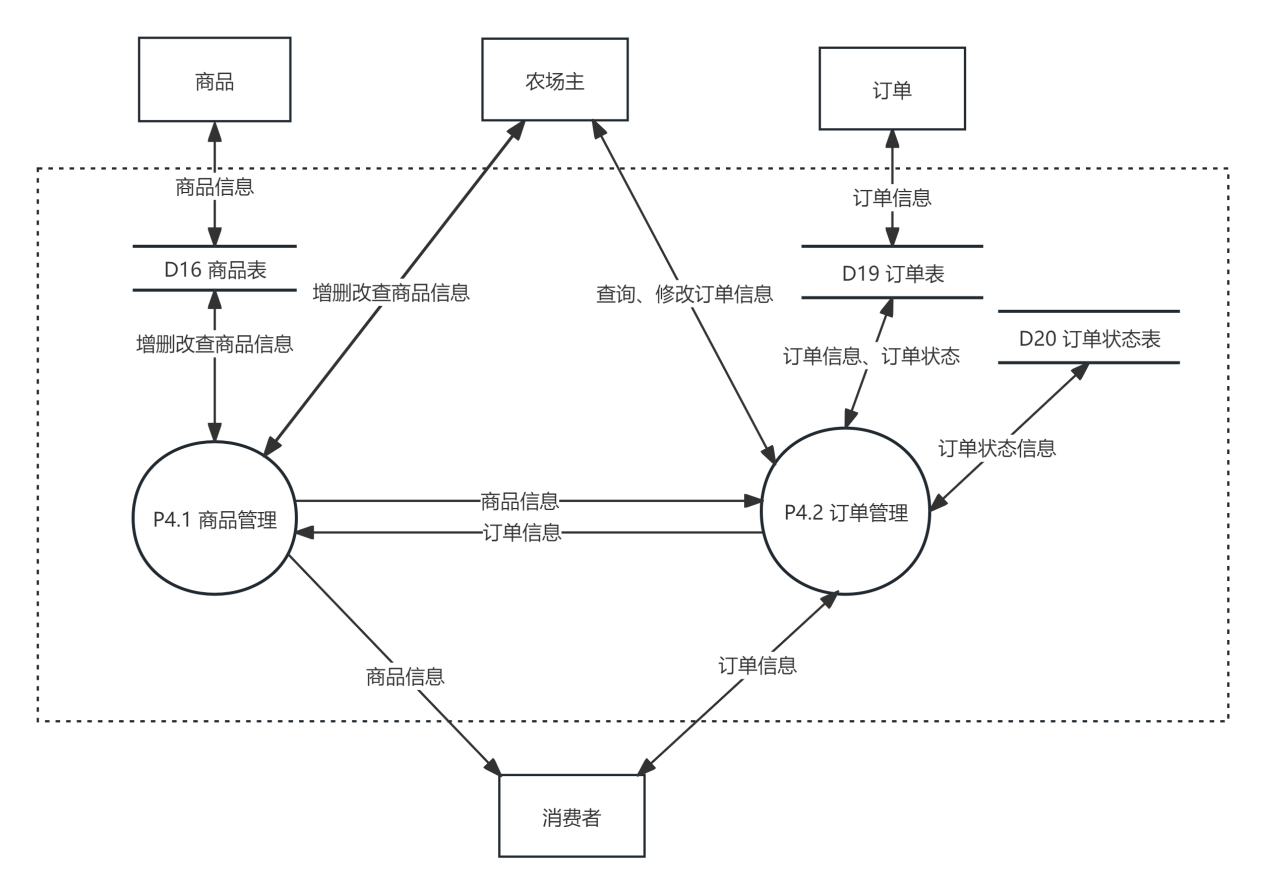 商品
农场主
订单
商品信息
订单信息
D16 商品表
D19 订单表
增删改查商品信息
查询、修改订单信息
D20 订单状态表
增删改查商品信息
订单信息、订单状态
订单状态信息
商品信息
P4.1 商品管理
P4.2 订单管理
订单信息
商品信息
订单信息
消费者